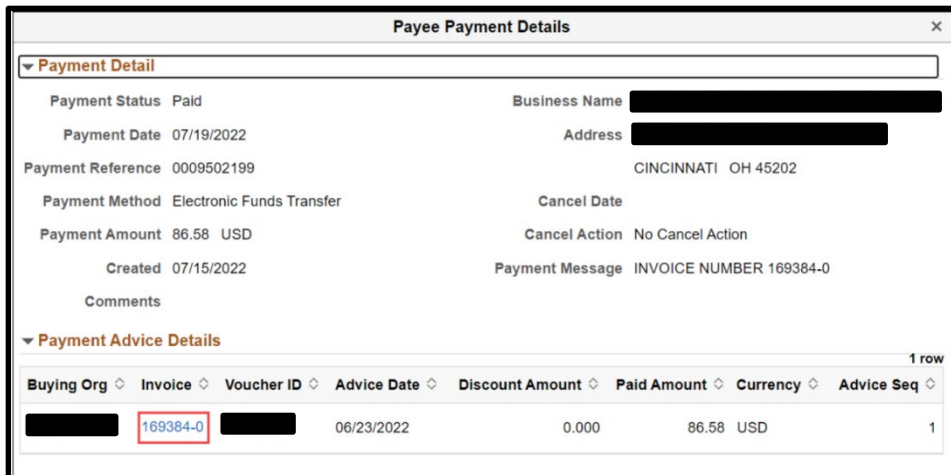 Payee Payment Details ×
Payment Detail
Payment Status Paid Business Name
Payment Date 07/19/2022 Address
Payment Reference 0009502199 CINCINNATI OH 45202
Payment Method Electronic Funds Transfer Cancel Date
Payment Amount 86.58 USD Cancel Action No Cancel Action
Created 07/15/2022 Payment Message INVOICE NUMBER 169384-0
Comments
Payment Advice Details
1 row
Buying Org Invoice Voucher ID Advice Date Discount Amount Paid Amount Currency Advice Seq
169384-0 06/23/2022 0.000 86.58 USD 1